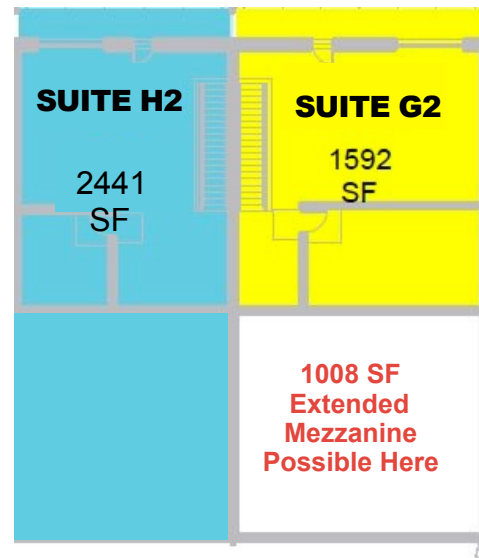 SUITE H2
2441
SF
SUITE G2
1592
SF
1008 SF
Extended
Mezzanine
Possible Here